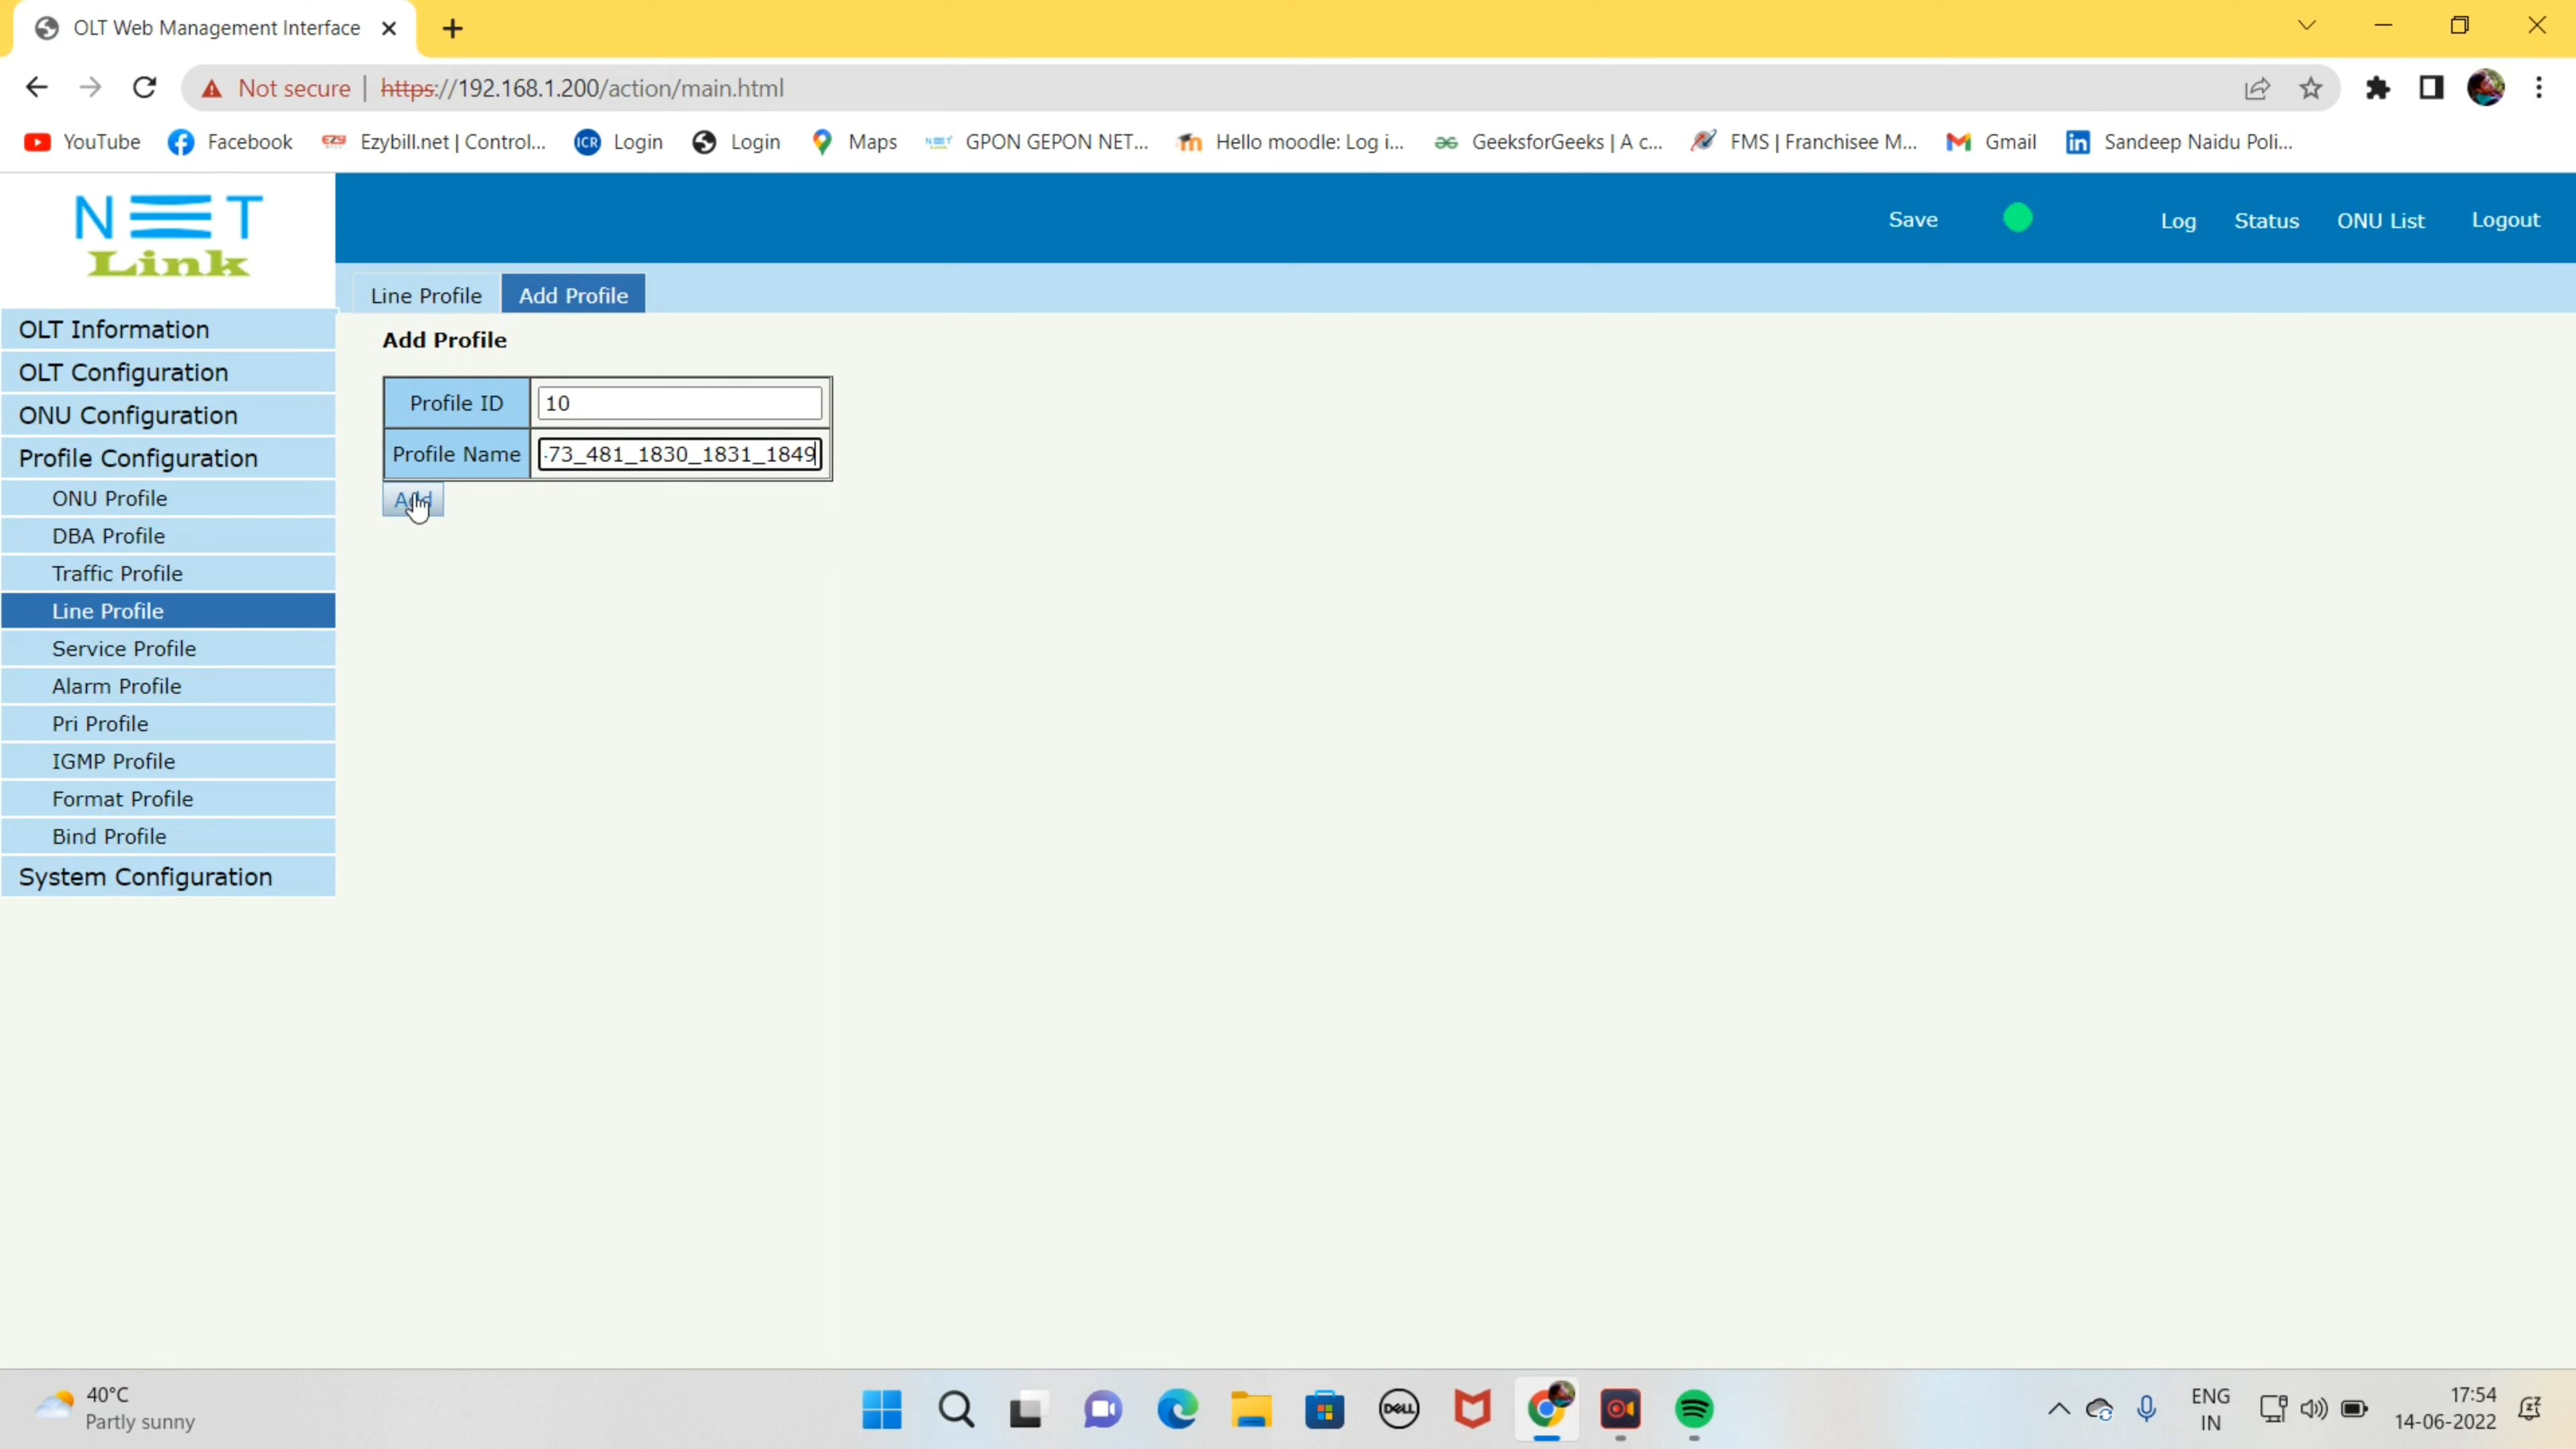 OLT Web Management Interface
Not secure | https://192.168.1.200/action/main.html
YouTube Facebook Ezybill.net | Control... Login Login Maps GPON GEPON NET... Hello moodle: Log i... GeeksforGeeks | A c... FMS | Franchisee M... Gmail Sandeep Naidu Poli...
NET
Link
Save Log Status ONU List Logout
Line Profile Add Profile
OLT Information
OLT Configuration
ONU Configuration
Profile Configuration
ONU Profile
DBA Profile
Traffic Profile
Line Profile
Service Profile
Alarm Profile
Pri Profile
IGMP Profile
Format Profile
Bind Profile
System Configuration
Add Profile
Profile ID 10
Profile Name 73_481_1830_1831_1849
Add
40°C
Partly sunny
DELL
ENG
IN
17:54
14-06-2022